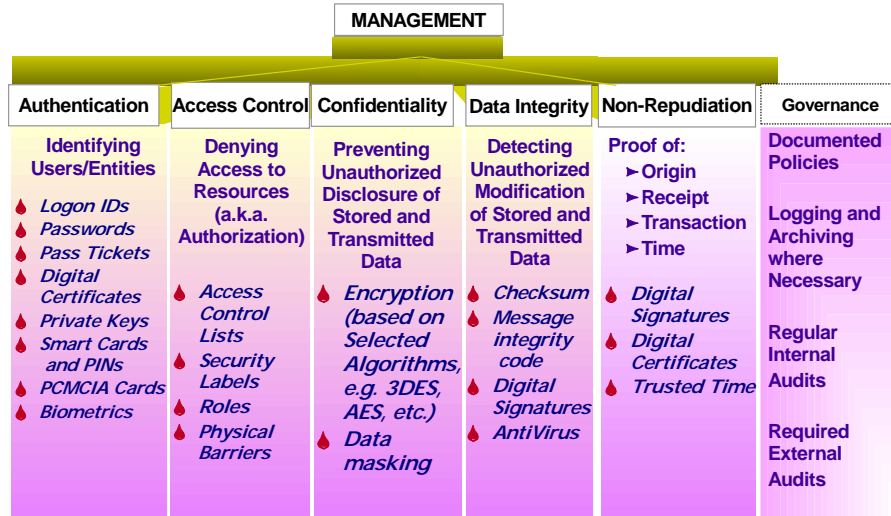 MANAGEMENT
Authentication
Identifying
Users/Entities
Logon IDs
Passwords
Pass Tickets
Digital
Certificates
Private Keys
Smart Cards
and PINs
PCMCIA Cards
Biometrics
Access Control
Denying
Access to
Resources
(a.k.a.
Authorization)
Access
Control
Lists
Security
Labels
Roles
Physical
Barriers
Confidentiality
Preventing
Unauthorized
Disclosure of
Stored and
Transmitted
Data
Encryption
(based on
Selected
Algorithms,
e.g. 3DES,
AES, etc.)
Data
masking
Data Integrity
Detecting
Unauthorized
Modification
of Stored and
Transmitted
Data
Checksum
Message
integrity
code
Digital
Signatures
AntiVirus
Non-Repudiation
Proof of:
Origin
Receipt
Transaction
Time
Digital
Signatures
Digital
Certificates
Trusted Time
Governance
Documented
Policies
Logging and
Archiving
where
Necessary
Regular
Internal
Audits
Required
External
Audits